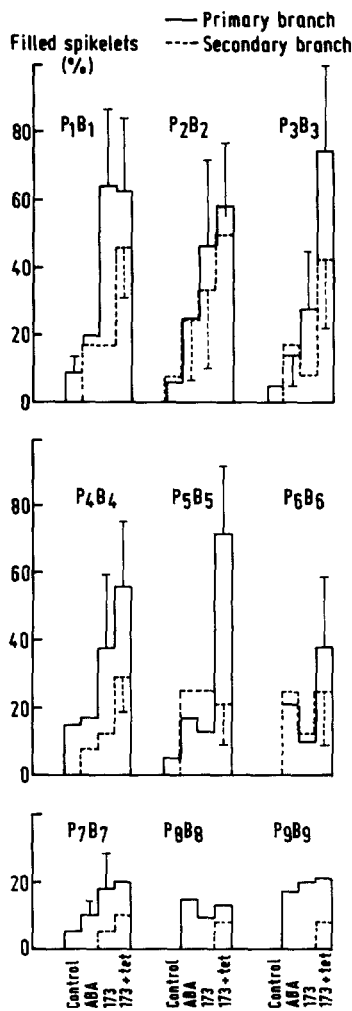 Primary branch
Filled spikelets
Secondary branch
(%)
80
60
40
20
0
P1B1
P2B2
P3B3
80
60
40
20
0
P4B4
P5B5
P6B6
20
0
P7B7
P8B8
P9B9
Control
ABA
173
173 + tet
Control
ABA
173
173 + tet
Control
ABA
173
173 + tet